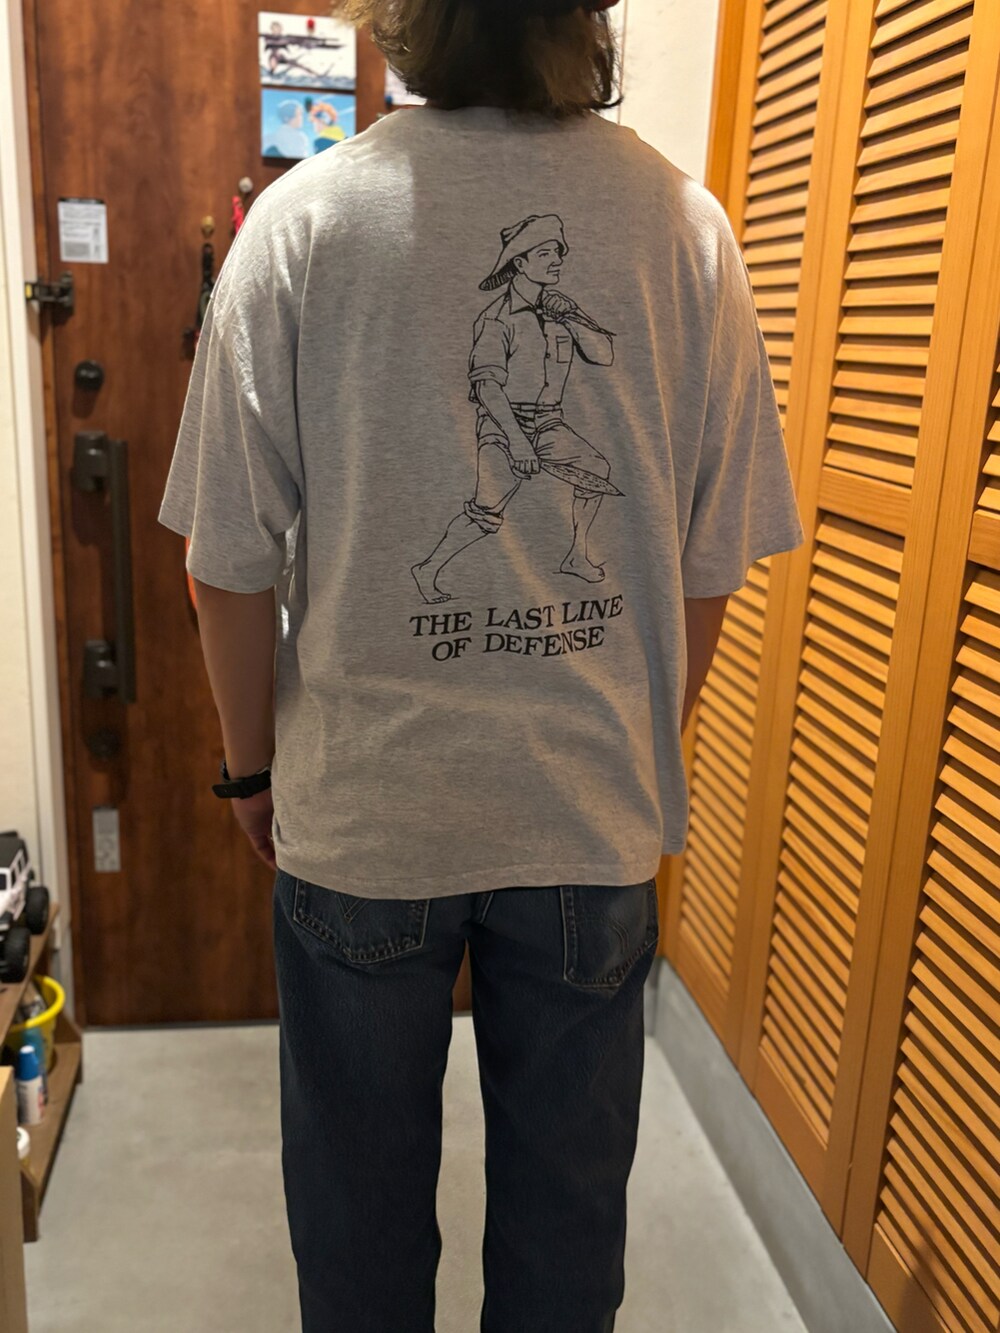 THE LAST LINE
OF DEFENSE